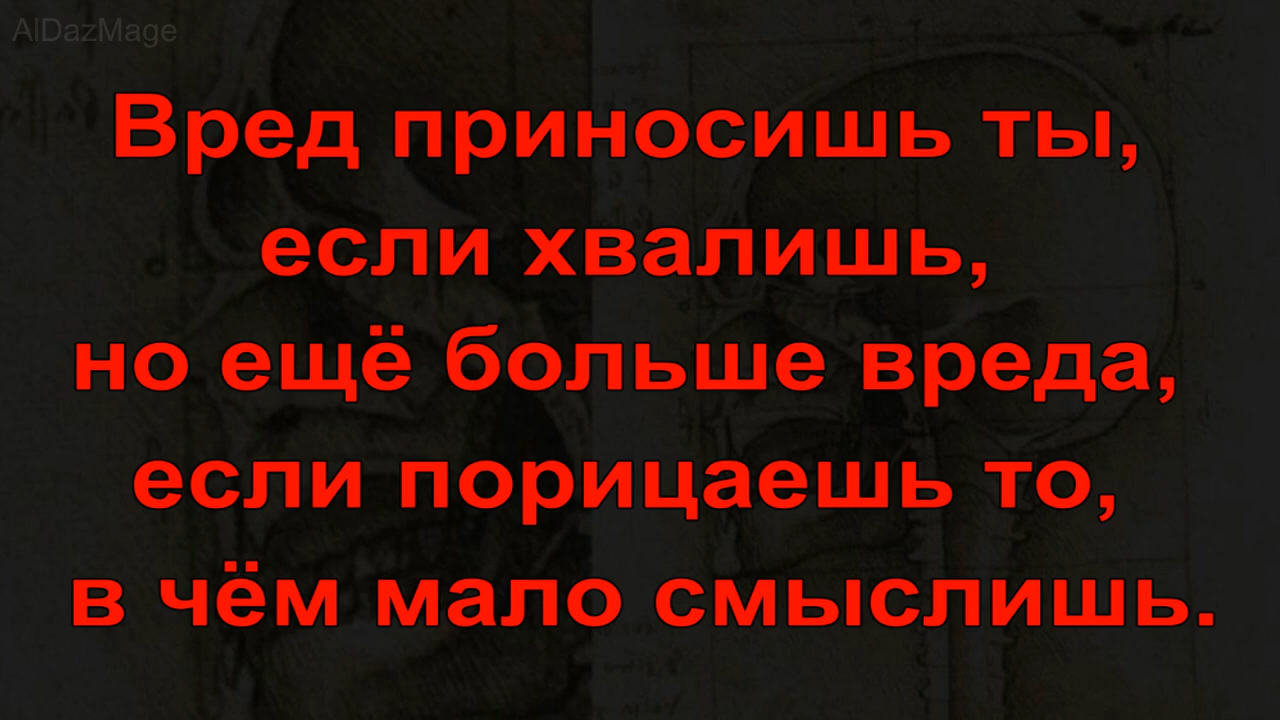 AlDazMage
Вред приносишь ты,
если хвалишь,
но ещё больше вреда,
если порицаешь то,
в чём мало смыслишь.